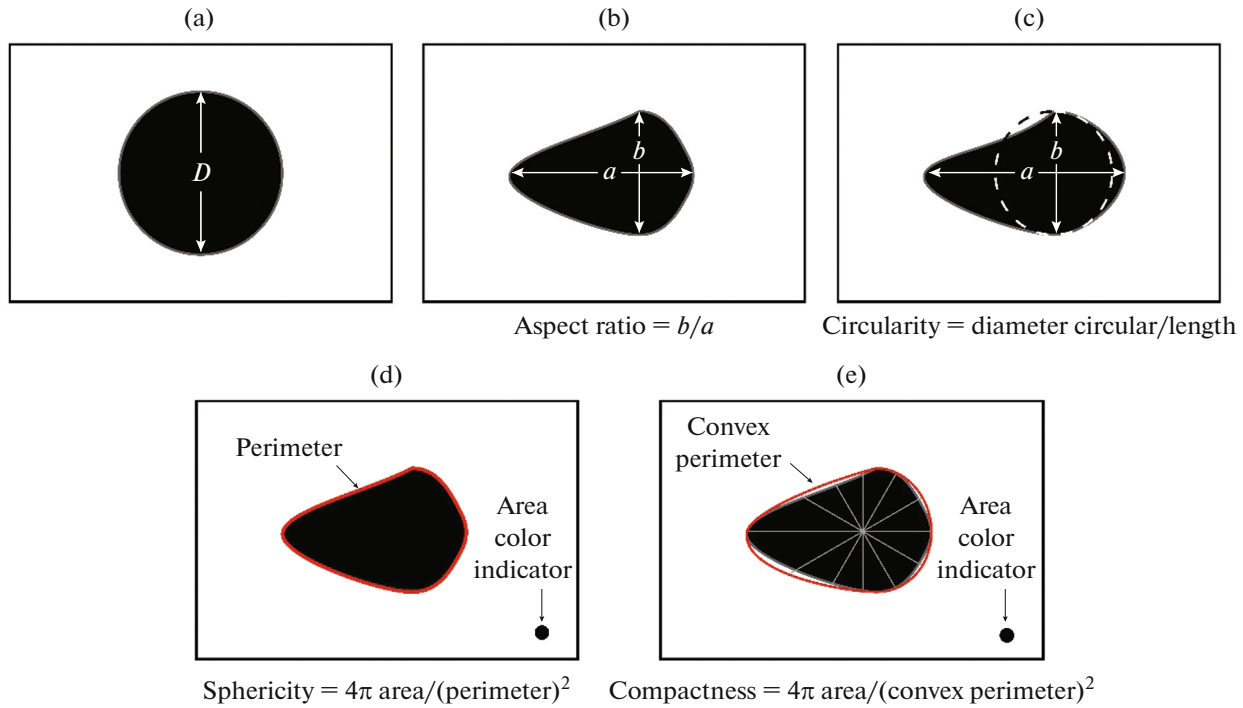 (a)
(b)
(c)
D
b
a
b
a
Aspect ratio = b/a
Circularity = diameter circular/length
(d)
(e)
Perimeter
Area
color
indicator
Convex
perimeter
Area
color
indicator
Sphericity = 4π area/(perimeter)²
Compactness = 4π area/(convex perimeter)²